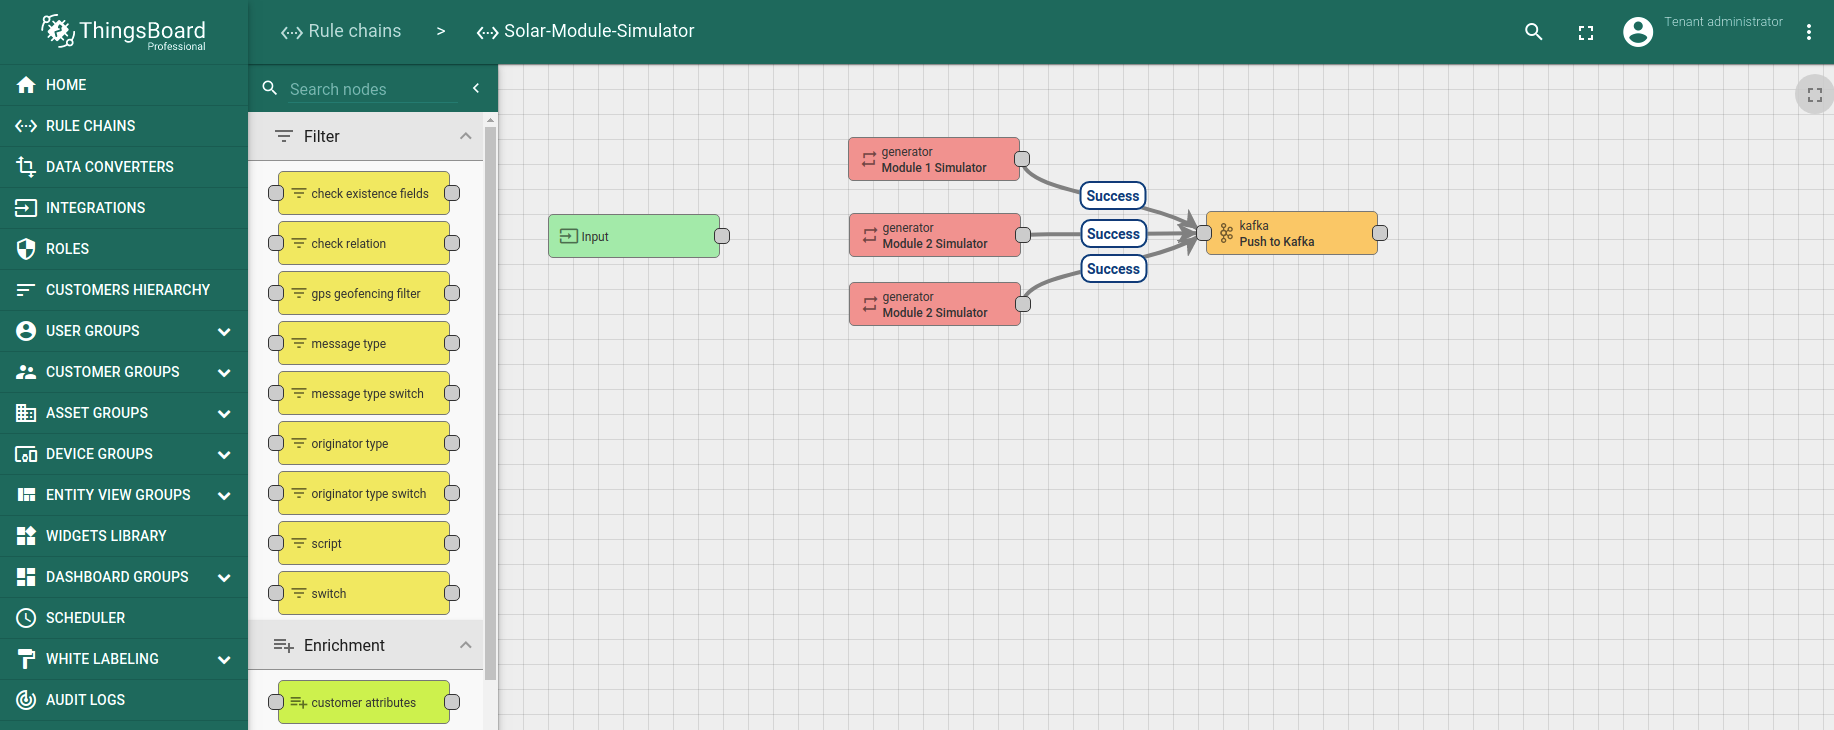 ThingsBoard
Professional
Rule chains > Solar-Module-Simulator
Tenant administrator
HOME
RULE CHAINS
DATA CONVERTERS
INTEGRATIONS
ROLES
CUSTOMERS HIERARCHY
USER GROUPS
CUSTOMER GROUPS
ASSET GROUPS
DEVICE GROUPS
ENTITY VIEW GROUPS
WIDGETS LIBRARY
DASHBOARD GROUPS
SCHEDULER
WHITE LABELING
AUDIT LOGS
Search nodes
Filter
check existence fields
check relation
gps geofencing filter
message type
message type switch
originator type
originator type switch
script
switch
Enrichment
customer attributes
Input
generator
Module 1 Simulator
generator
Module 2 Simulator
generator
Module 2 Simulator
Success
Success
Success
kafka
Push to Kafka